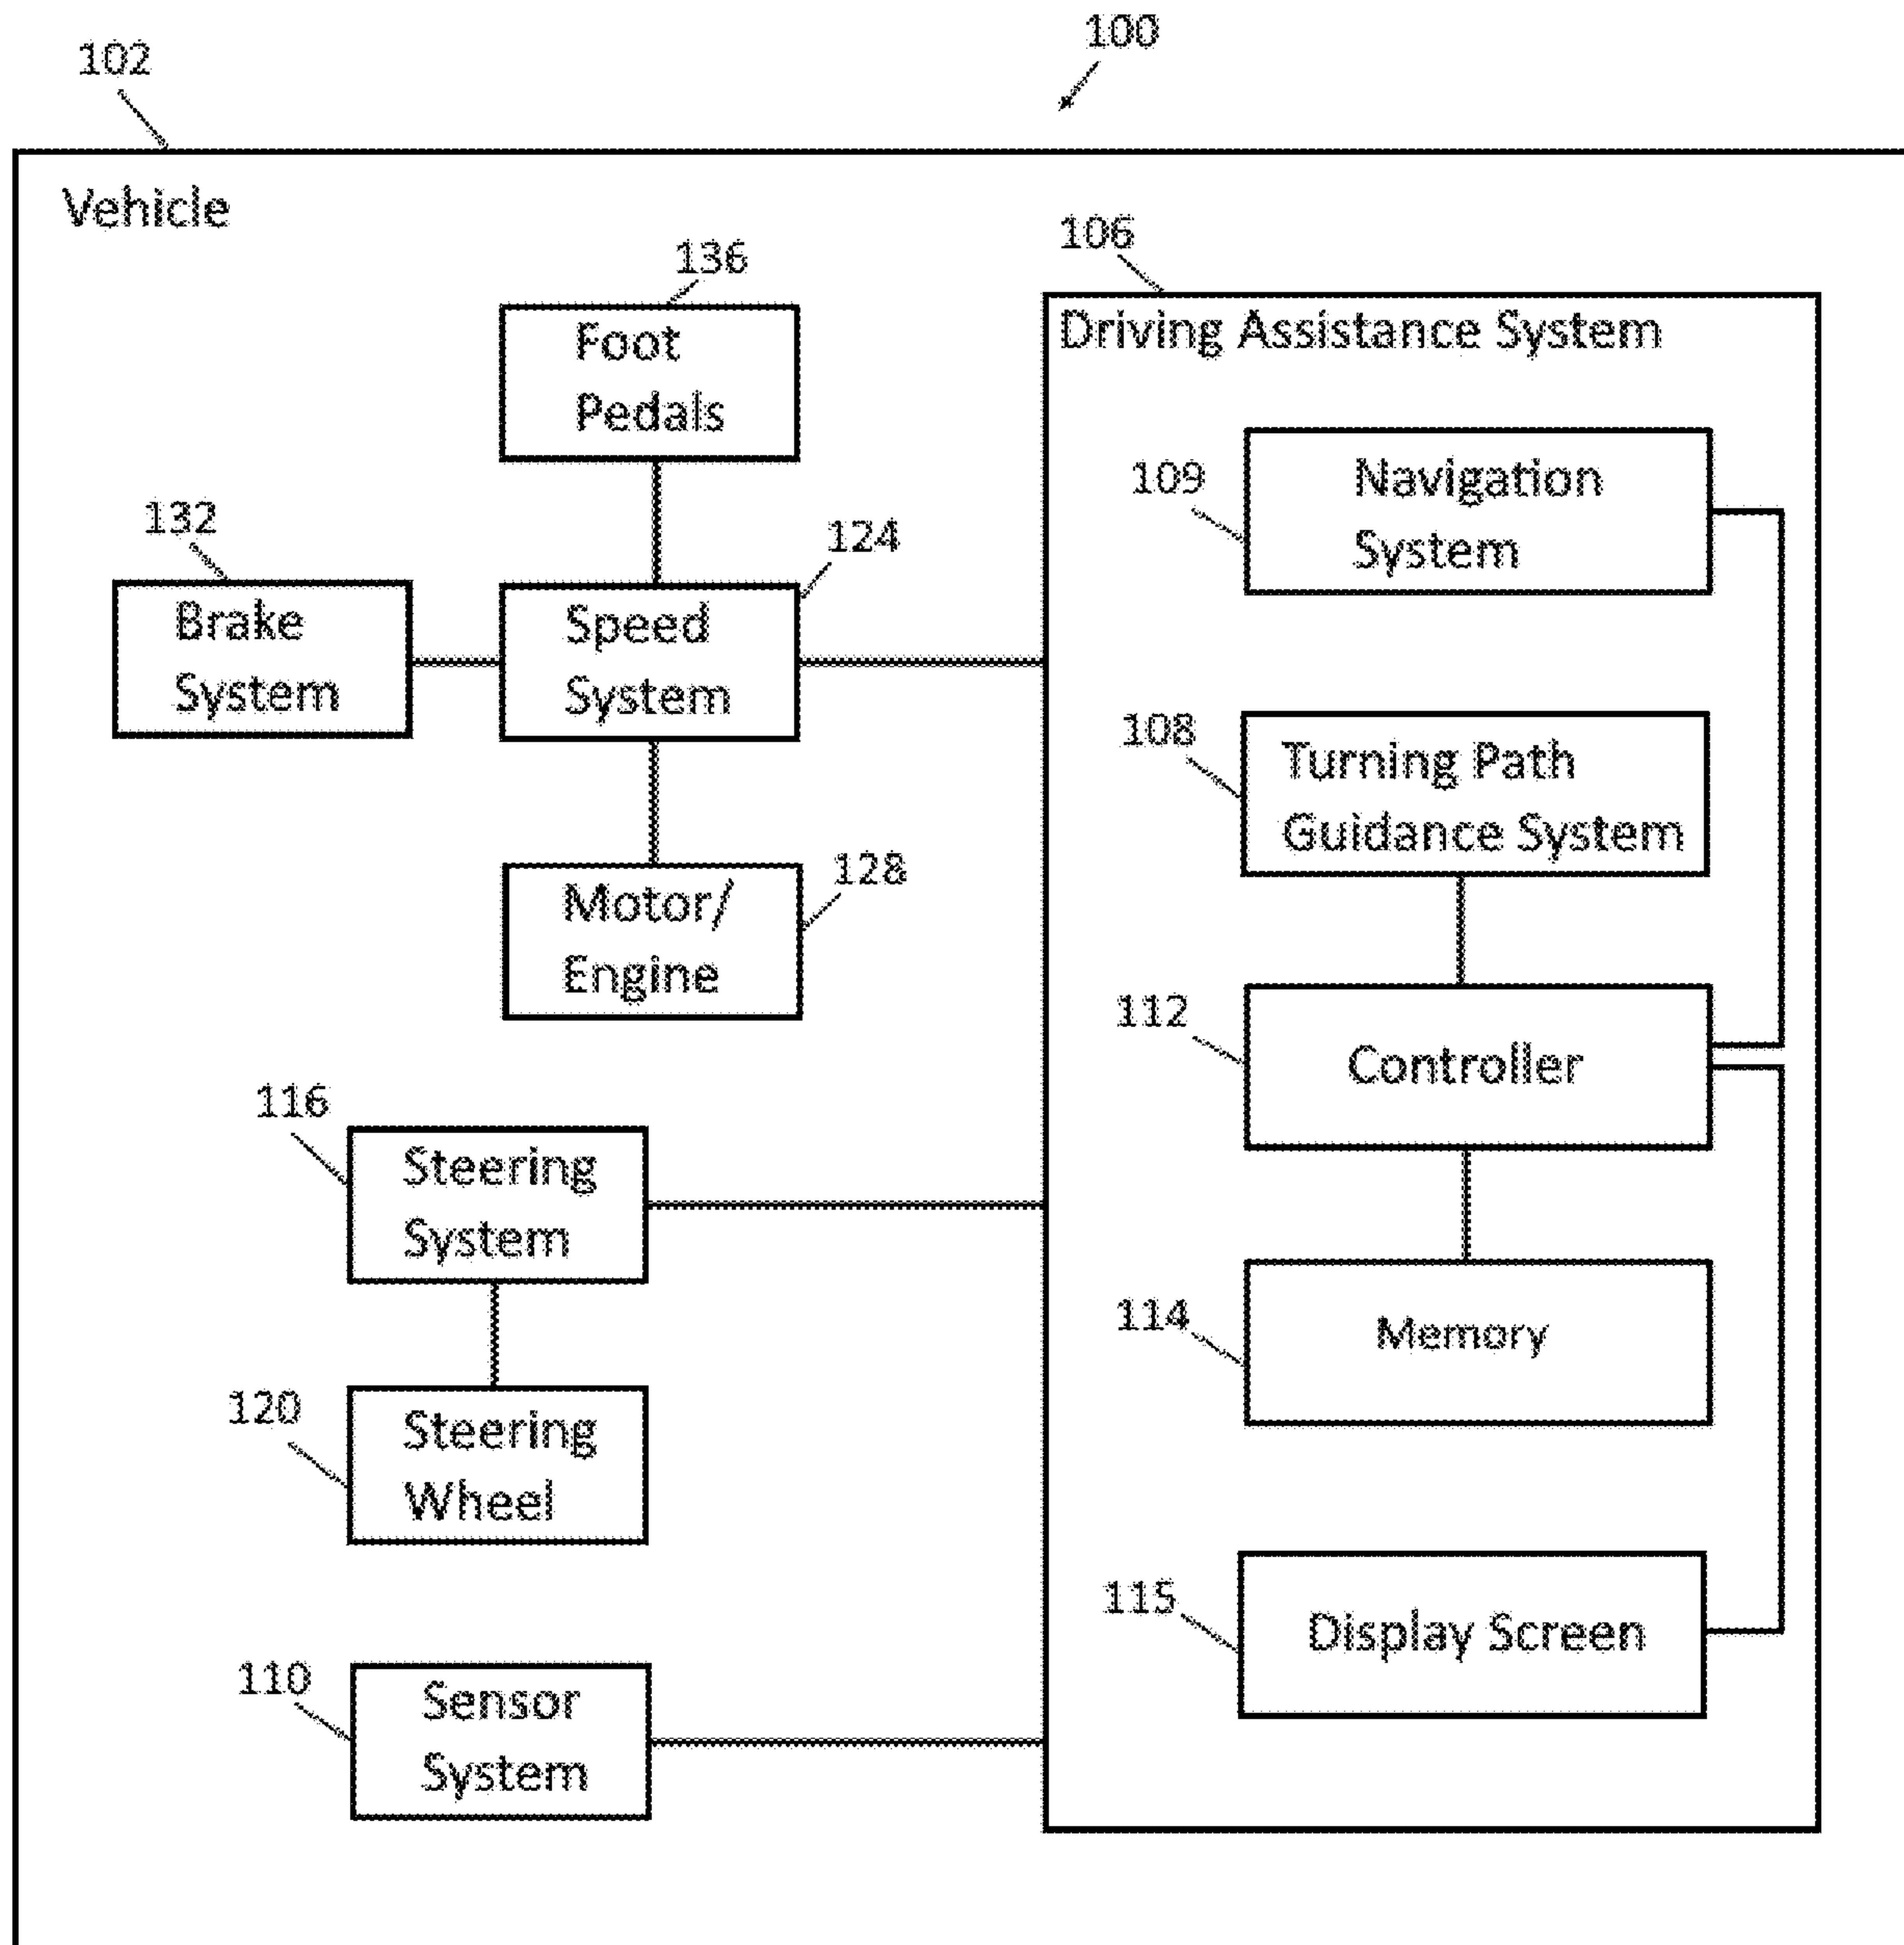 100
102
Vehicle
136
Foot
Pedals
132
Brake
System
124
Speed
System
128
Motor/
Engine
116
Steering
System
120
Steering
Wheel
110
Sensor
System
106
Driving Assistance System
109
Navigation
System
108
Turning Path
Guidance System
112
Controller
114
Memory
115
Display Screen